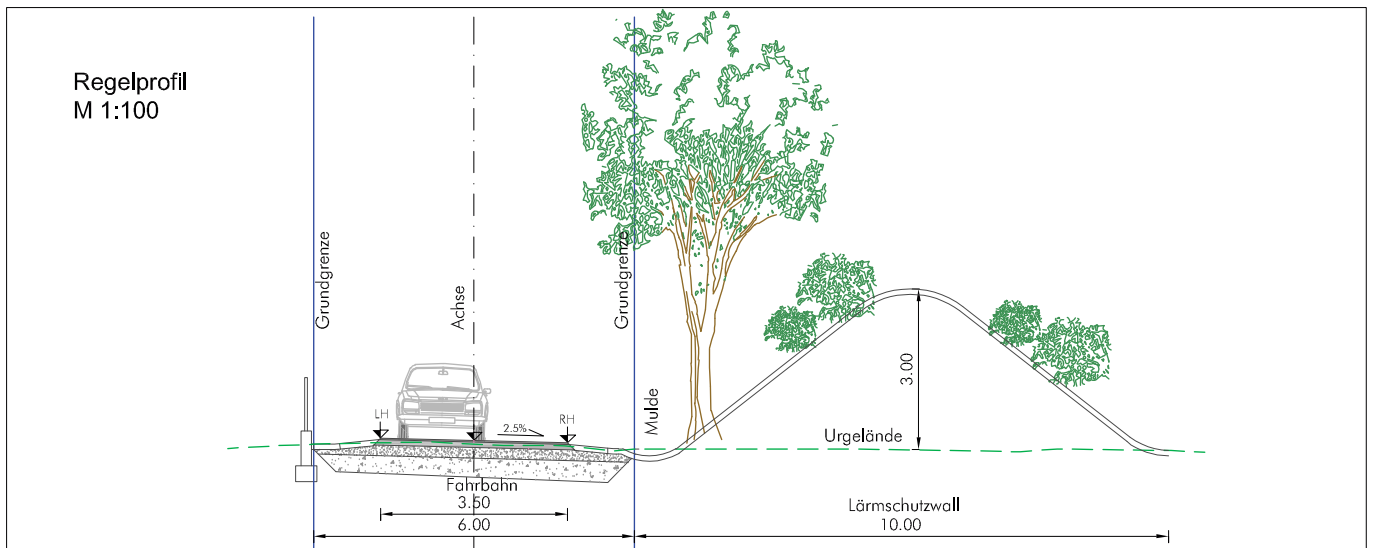 Regelprofil
M 1:100
Grundgrenze
Achse
Grundgrenze
Mulde
LH
2.5%
RH
3.00
Urgelände
Fahrbahn
3.50
6.00
Lärmschutzwall
10.00